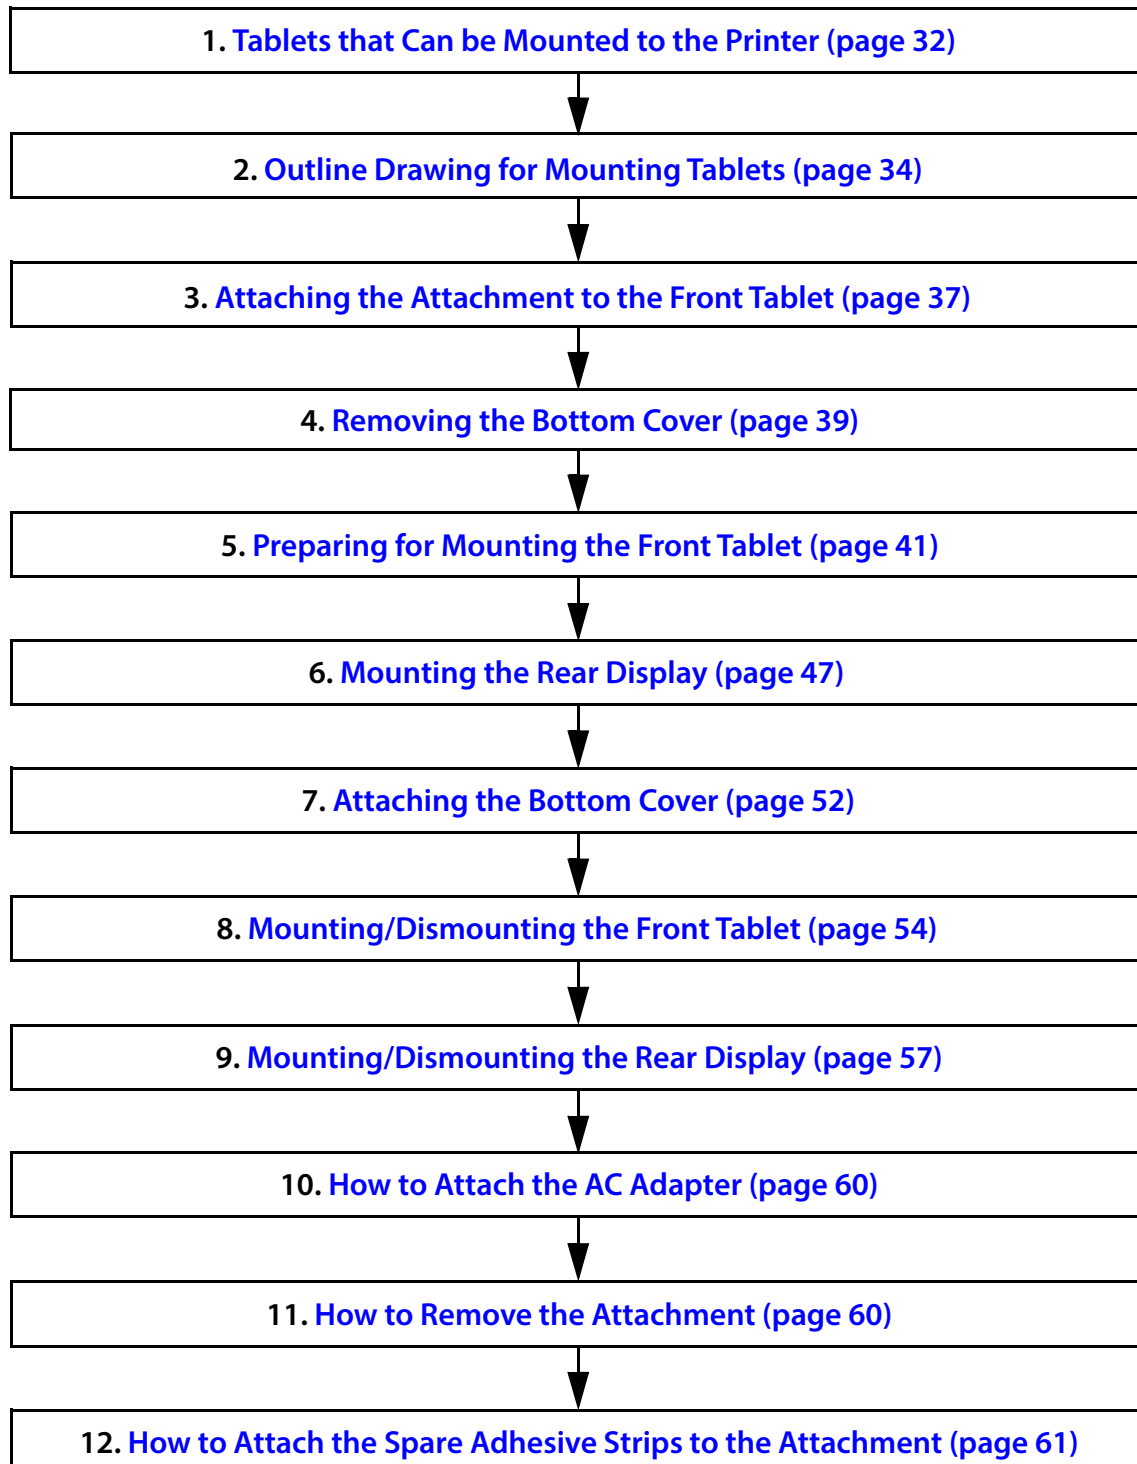 1. Tablets that Can be Mounted to the Printer (page 32)
2. Outline Drawing for Mounting Tablets (page 34)
3. Attaching the Attachment to the Front Tablet (page 37)
4. Removing the Bottom Cover (page 39)
5. Preparing for Mounting the Front Tablet (page 41)
6. Mounting the Rear Display (page 47)
7. Attaching the Bottom Cover (page 52)
8. Mounting/Dismounting the Front Tablet (page 54)
9. Mounting/Dismounting the Rear Display (page 57)
10. How to Attach the AC Adapter (page 60)
11. How to Remove the Attachment (page 60)
12. How to Attach the Spare Adhesive Strips to the Attachment (page 61)